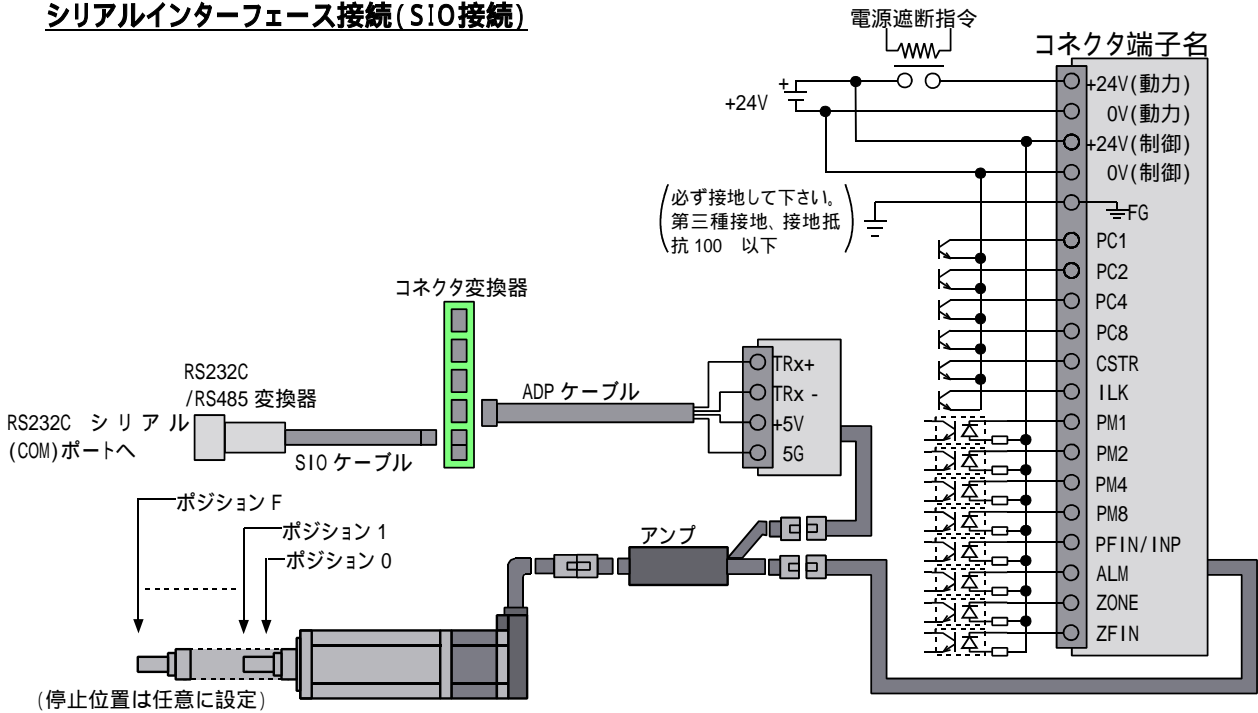 シリアルインターフェース接続(SIO接続)
電源遮断指令
コネクタ端子名
+
+24V
+24V(動力)
0V(動力)
+24V(制御)
0V(制御)
FG
(必ず接地して下さい。
第三種接地、接地抵
抗100 以下)
PC1
PC2
PC4
PC8
CSTR
ILK
PM1
PM2
PM4
PM8
PFIN/INP
ALM
ZONE
ZFIN
コネクタ変換器
RS232C
/RS485 変換器
RS232C シリアル
(COM)ポートへ
SIO ケーブル
ADP ケーブル
TRx+
TRx -
+5V
5G
ポジション F
ポジション 1
ポジション 0
アンプ
(停止位置は任意に設定)